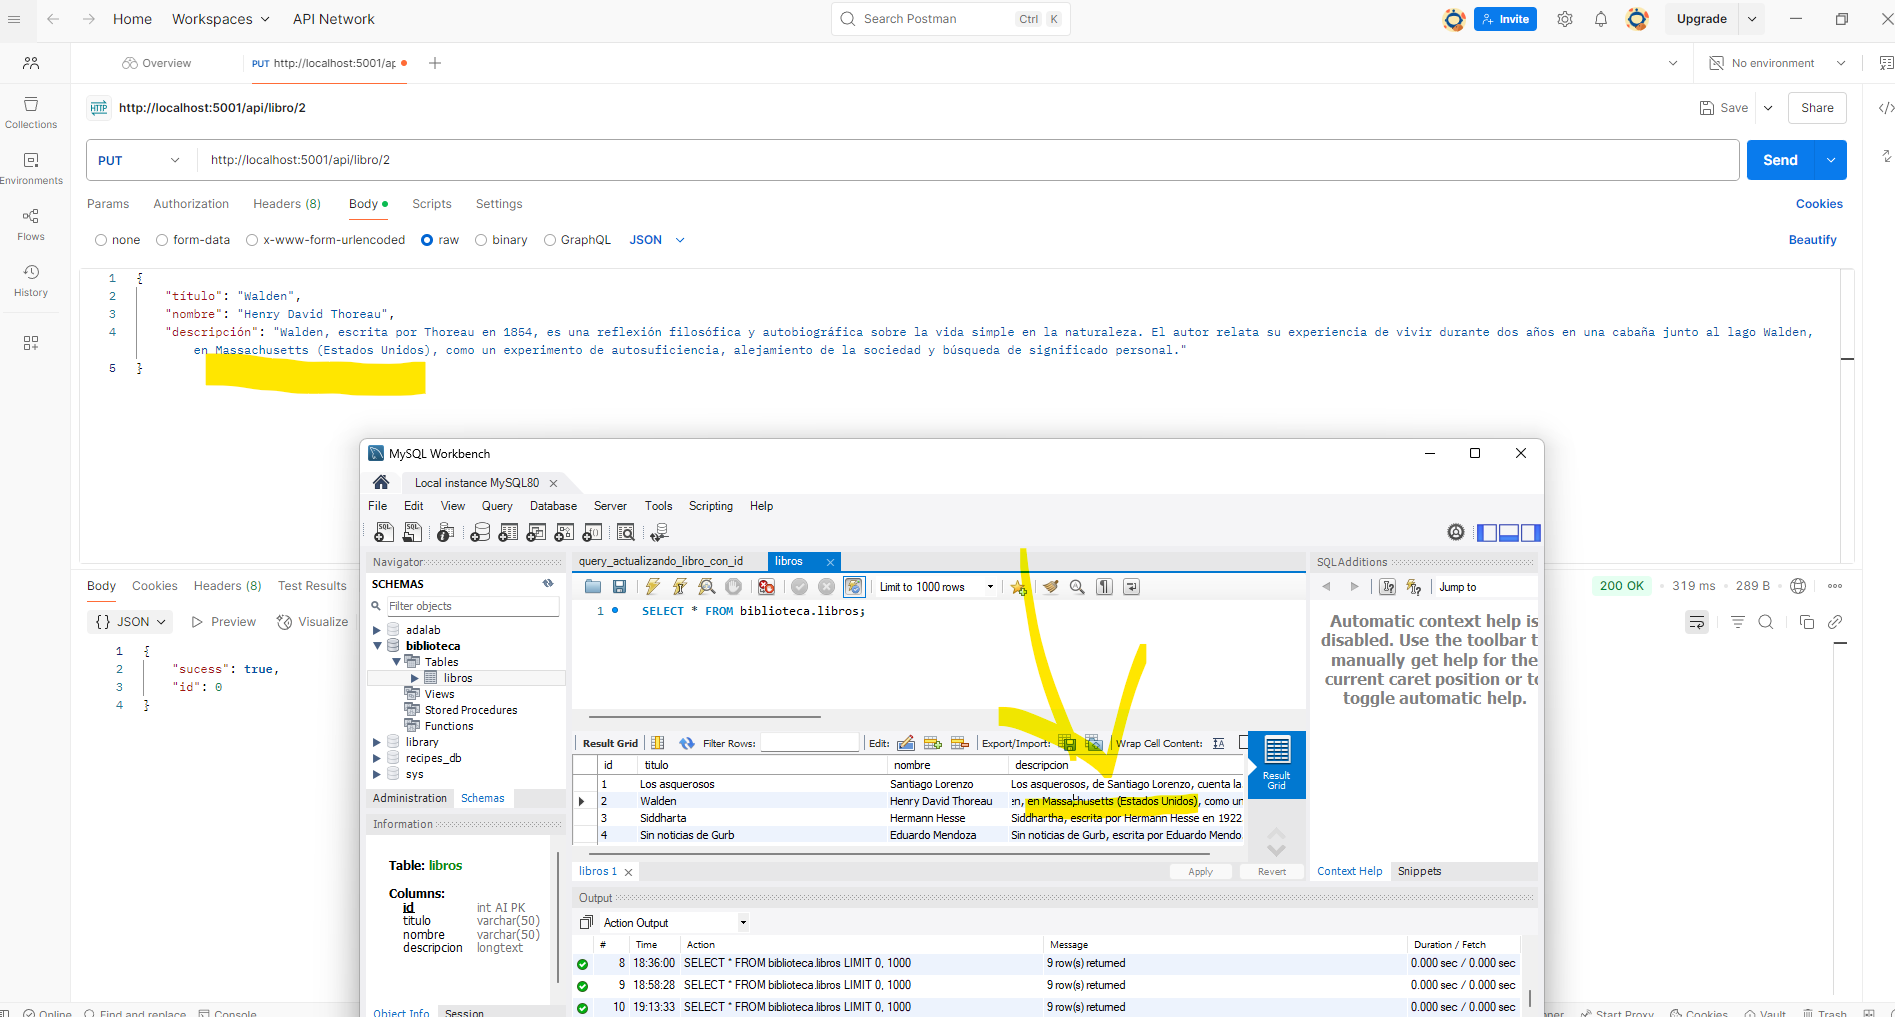 Home Workspaces API Network
Search Postman Ctrl K
Invite Upgrade
Overview PUT http://localhost:5001/ap
No environment
HTTP http://localhost:5001/api/libro/2
Save Share
PUT http://localhost:5001/api/libro/2
Send
Params Authorization Headers (8) Body Scripts Settings
Cookies
none form-data x-www-form-urlencoded raw binary GraphQL JSON
Beautify
Collections
Environments
Flows
History
1 {
2 "título": "Walden",
3 "nombre": "Henry David Thoreau",
4 "descripción": "Walden, escrita por Thoreau en 1854, es una reflexión filosófica y autobiográfica sobre la vida simple en la naturaleza. El autor relata su experiencia de vivir durante dos años en una cabaña junto al lago Walden,
en Massachusetts (Estados Unidos), como un experimento de autosuficiencia, alejamiento de la sociedad y búsqueda de significado personal."
5 }
Body Cookies Headers (8) Test Results
200 OK • 319 ms • 289 B
{} JSON Preview Visualize
1 {
2 "sucess": true,
3 "id": 0
4 }
MySQL Workbench
Local instance MySQL80
File Edit View Query Database Server Tools Scripting Help
Navigator
SCHEMAS
Filter objects
adalab
biblioteca
Tables
libros
Views
Stored Procedures
Functions
library
recipes_db
sys
Administration Schemas
Information
Table: libros
Columns:
id int AI PK
titulo varchar(50)
nombre varchar(50)
descripcion longtext
Object Info Session
query_actualizando_libro_con_id libros
Limit to 1000 rows
1 SELECT * FROM biblioteca.libros;
Result Grid Filter Rows: Edit: Export/Import: Wrap Cell Content:
id titulo nombre descripcion
1 Los asquerosos Santiago Lorenzo Los asquerosos, de Santiago Lorenzo, cuenta la
2 Walden Henry David Thoreau en, en Massachusetts (Estados Unidos), como un
3 Siddharta Hermann Hesse Siddhartha, escrita por Hermann Hesse en 1922
4 Sin noticias de Gurb Eduardo Mendoza Sin noticias de Gurb, escrita por Eduardo Mendo
Result
Grid
libros 1
Apply Revert
SQLAdditions
Jump to
Automatic context help is
disabled. Use the toolbar t
manually get help for the
current caret position or to
toggle automatic help.
Context Help Snippets
Output
Action Output
# Time Action Message Duration / Fetch
8 18:36:00 SELECT * FROM biblioteca.libros LIMIT 0, 1000 9 row(s) returned 0.000 sec / 0.000 sec
9 18:58:28 SELECT * FROM biblioteca.libros LIMIT 0, 1000 9 row(s) returned 0.000 sec / 0.000 sec
10 19:13:33 SELECT * FROM biblioteca.libros LIMIT 0, 1000 9 row(s) returned 0.000 sec / 0.000 sec
Online Find and replace Console
Start Proxy Cookies Vault Trash